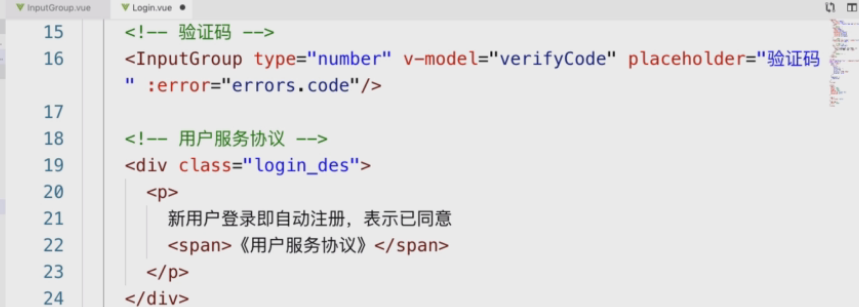 InputGroup.vue
Login.vue
15 <!-- 验证码 -->
16 <InputGroup type="number" v-model="verifyCode" placeholder="验证码
" :error="errors.code"/>
17
18 <!-- 用户服务协议 -->
19 <div class="login_des">
20 <p>
21 新用户登录即自动注册，表示已同意
22 <span>《用户服务协议》</span>
23 </p>
24 </div>